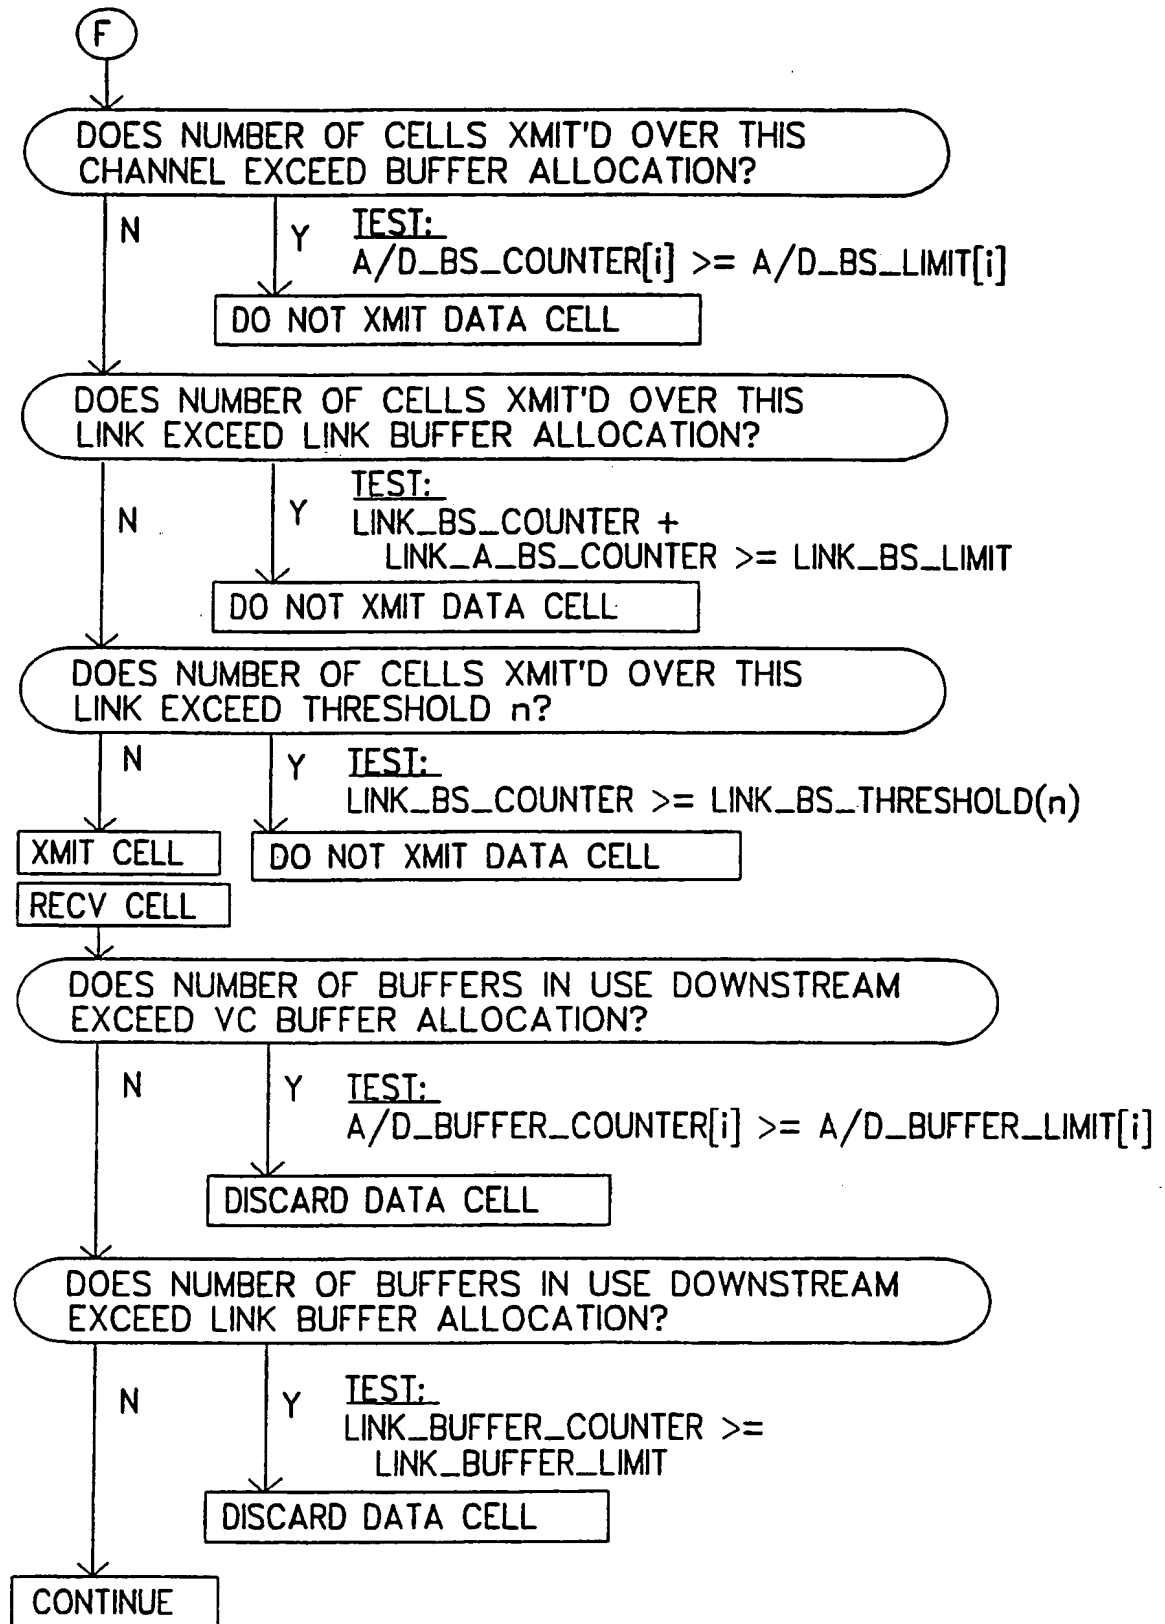 F
DOES NUMBER OF CELLS XMIT'D OVER THIS
CHANNEL EXCEED BUFFER ALLOCATION?
N
Y
TEST:
A/D_BS_COUNTER[i] >= A/D_BS_LIMIT[i]
DO NOT XMIT DATA CELL
DOES NUMBER OF CELLS XMIT'D OVER THIS
LINK EXCEED LINK BUFFER ALLOCATION?
N
Y
TEST:
LINK_BS_COUNTER +
LINK_A_BS_COUNTER >= LINK_BS_LIMIT
DO NOT XMIT DATA CELL
DOES NUMBER OF CELLS XMIT'D OVER THIS
LINK EXCEED THRESHOLD n?
N
Y
TEST:
LINK_BS_COUNTER >= LINK_BS_THRESHOLD(n)
XMIT CELL
DO NOT XMIT DATA CELL
RECV CELL
DOES NUMBER OF BUFFERS IN USE DOWNSTREAM
EXCEED VC BUFFER ALLOCATION?
N
Y
TEST:
A/D_BUFFER_COUNTER[i] >= A/D_BUFFER_LIMIT[i]
DISCARD DATA CELL
DOES NUMBER OF BUFFERS IN USE DOWNSTREAM
EXCEED LINK BUFFER ALLOCATION?
N
Y
TEST:
LINK_BUFFER_COUNTER >=
LINK_BUFFER_LIMIT
DISCARD DATA CELL
CONTINUE